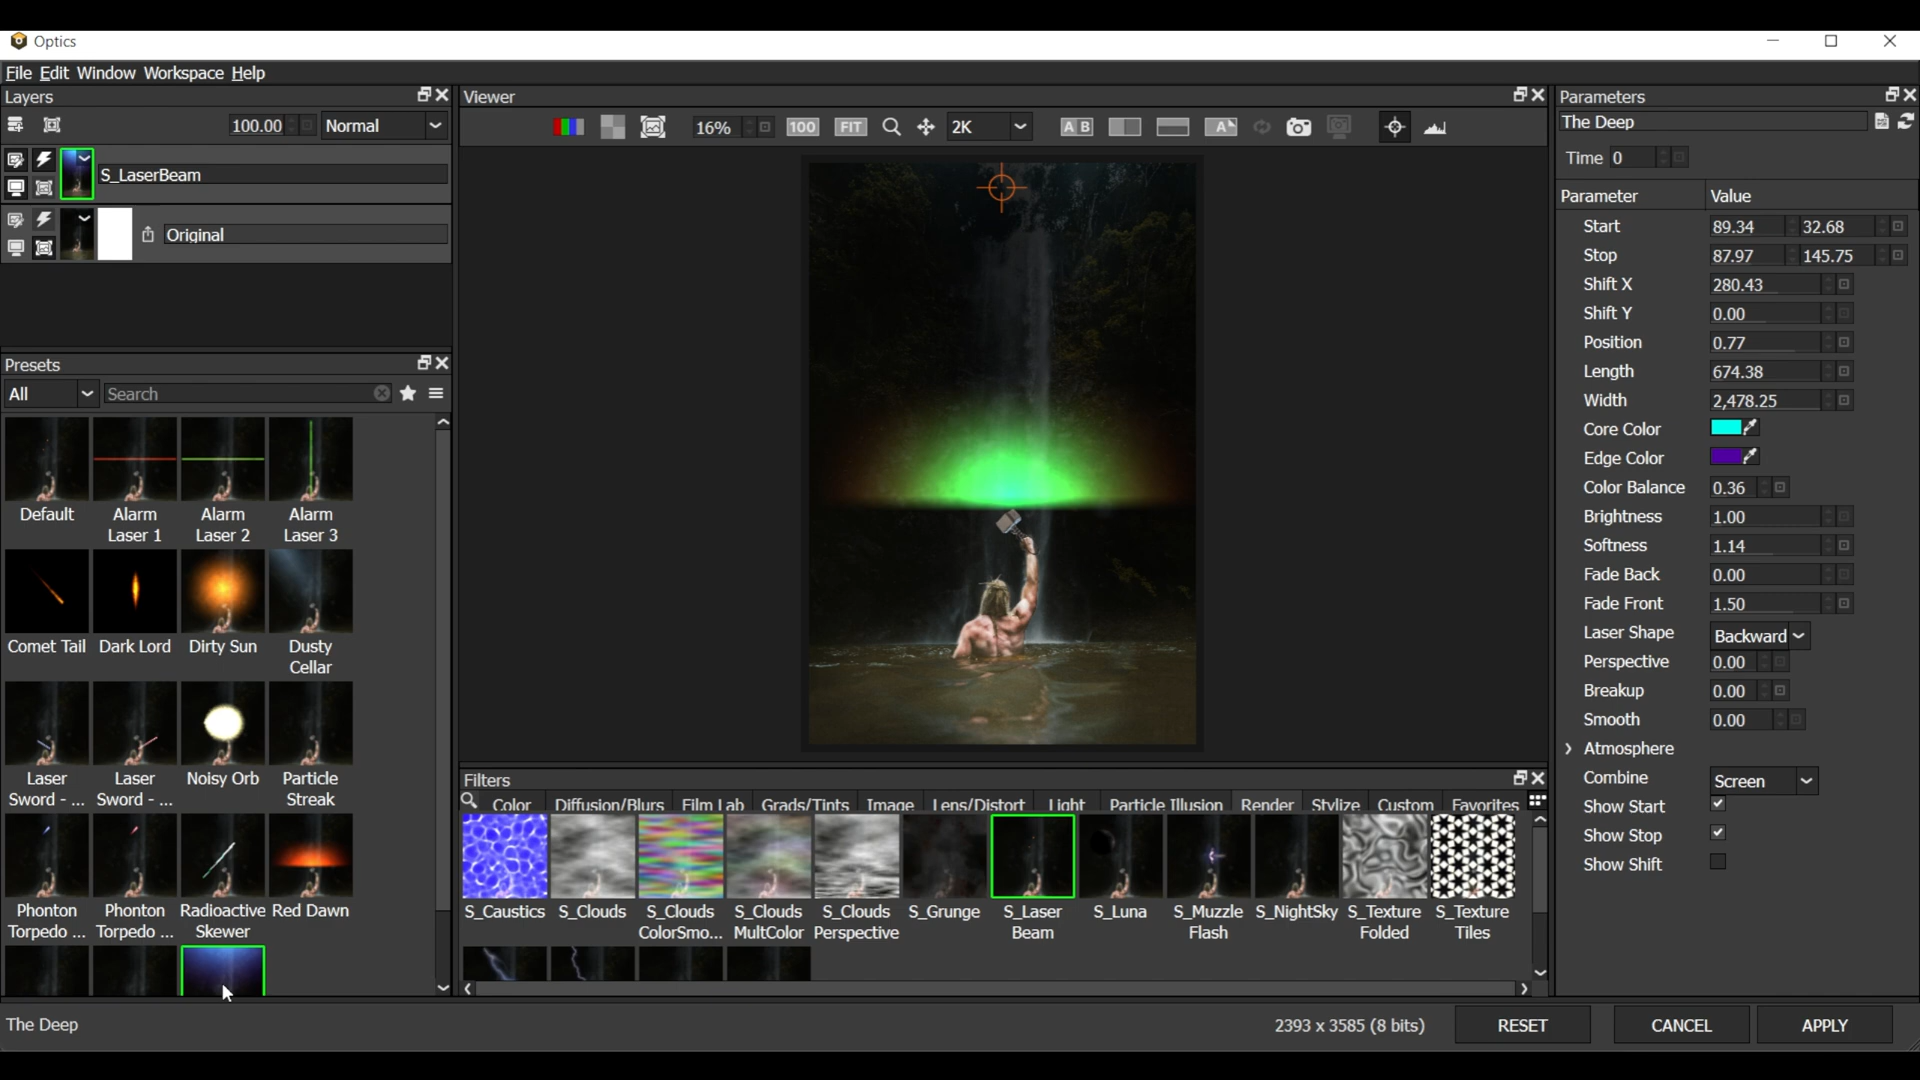 Optics
File Edit Window Workspace Help
Layers
100.00 Normal
S_LaserBeam
Original
Presets
All Search
Default
Alarm Laser 1
Alarm Laser 2
Alarm Laser 3
Comet Tail
Dark Lord
Dirty Sun
Dusty Cellar
Laser Sword - ...
Laser Sword - ...
Noisy Orb
Particle Streak
Phonton Torpedo ...
Phonton Torpedo ...
Radioactive Skewer
Red Dawn
The Deep
Viewer
16% 100 FIT 2K A B A
Filters
Color Diffusion/Blurs Film Lab Grads/Tints Image Lens/Distort Light Particle Illusion Render Stylize Custom Favorites
S_Caustics
S_Clouds
S_Clouds ColorSmo...
S_Clouds MultColor
S_Clouds Perspective
S_Grunge
S_Laser Beam
S_Luna
S_Muzzle Flash
S_NightSky
S_Texture Folded
S_Texture Tiles
Parameters
The Deep
Time 0
Parameter Value
Start 89.34 32.68
Stop 87.97 145.75
Shift X 280.43
Shift Y 0.00
Position 0.77
Length 674.38
Width 2,478.25
Core Color
Edge Color
Color Balance 0.36
Brightness 1.00
Softness 1.14
Fade Back 0.00
Fade Front 1.50
Laser Shape Backward
Perspective 0.00
Breakup 0.00
Smooth 0.00
Atmosphere
Combine Screen
Show Start
Show Stop
Show Shift
2393 x 3585 (8 bits) RESET CANCEL APPLY